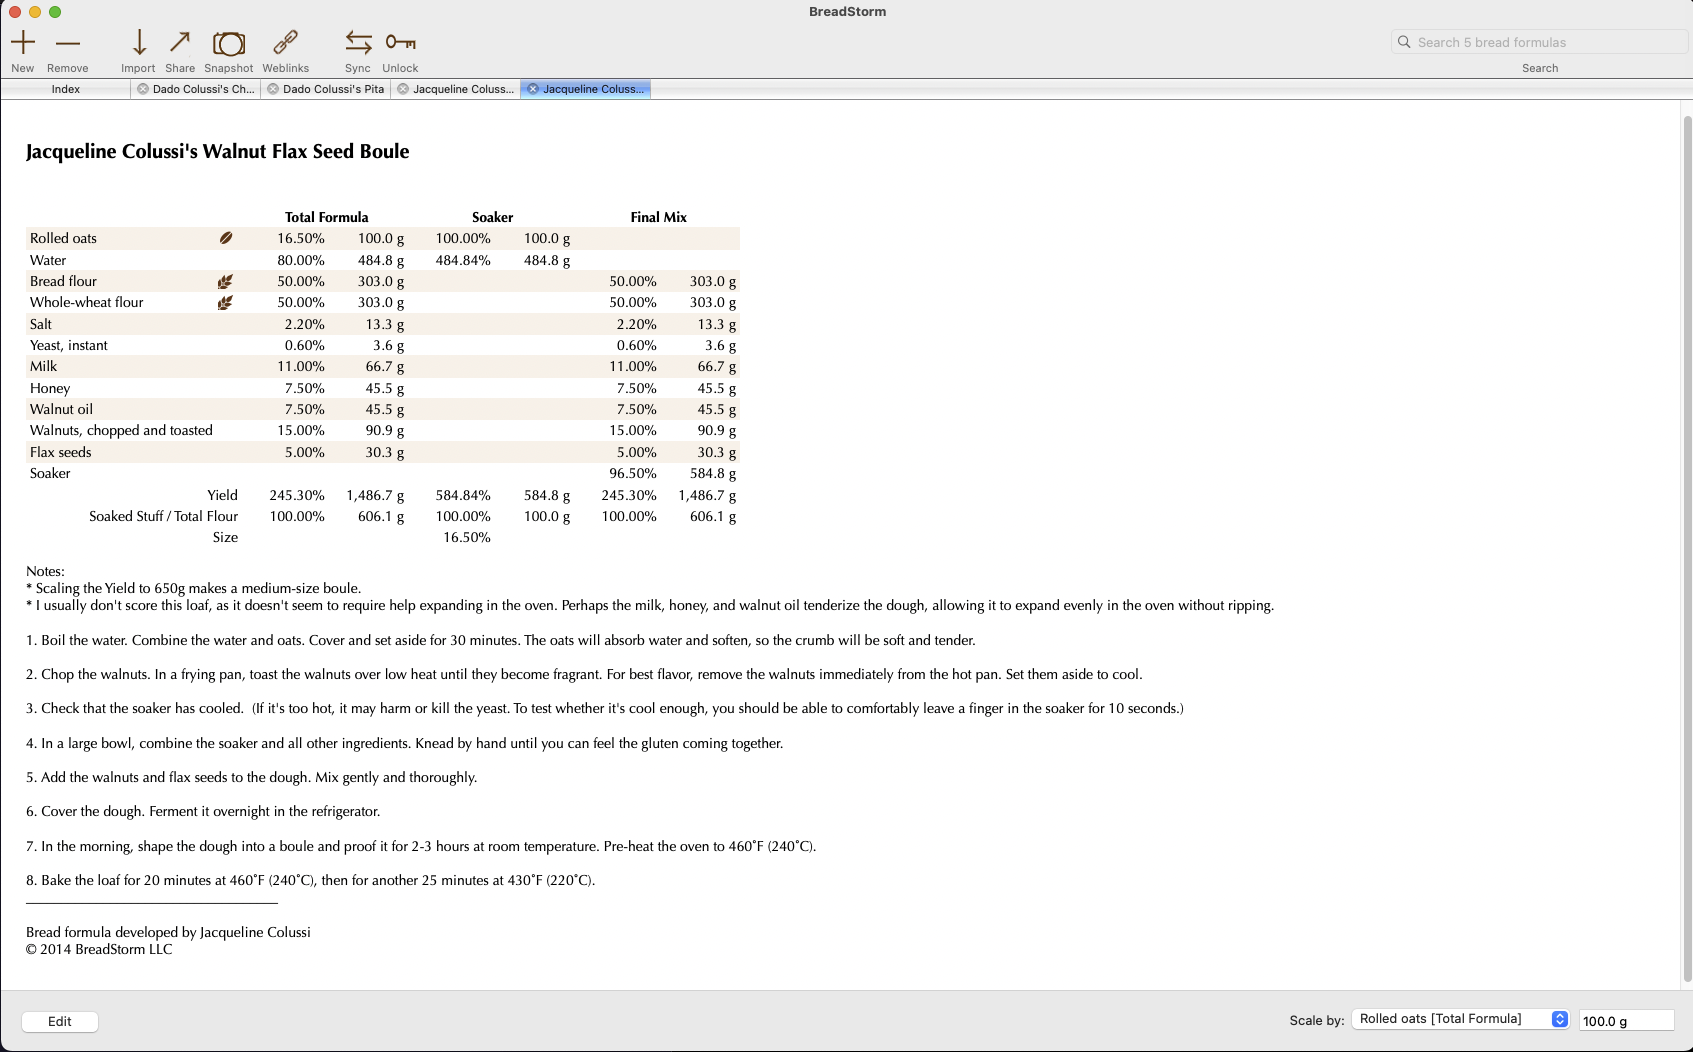 BreadStorm
New Remove Import Share Snapshot Weblinks Sync Unlock
Search 5 bread formulas
Search
Index Dado Colussi's Ch... Dado Colussi's Pita Jacqueline Coluss... Jacqueline Coluss...
Jacqueline Colussi's Walnut Flax Seed Boule
Total Formula Soaker Final Mix
Rolled oats 16.50% 100.0 g 100.00% 100.0 g
Water 80.00% 484.8 g 484.84% 484.8 g
Bread flour 50.00% 303.0 g 50.00% 303.0 g
Whole-wheat flour 50.00% 303.0 g 50.00% 303.0 g
Salt 2.20% 13.3 g 2.20% 13.3 g
Yeast, instant 0.60% 3.6 g 0.60% 3.6 g
Milk 11.00% 66.7 g 11.00% 66.7 g
Honey 7.50% 45.5 g 7.50% 45.5 g
Walnut oil 7.50% 45.5 g 7.50% 45.5 g
Walnuts, chopped and toasted 15.00% 90.9 g 15.00% 90.9 g
Flax seeds 5.00% 30.3 g 5.00% 30.3 g
Soaker 96.50% 584.8 g
Yield 245.30% 1,486.7 g 584.84% 584.8 g 245.30% 1,486.7 g
Soaked Stuff / Total Flour 100.00% 606.1 g 100.00% 100.0 g 100.00% 606.1 g
Size 16.50%
Notes:
* Scaling the Yield to 650g makes a medium-size boule.
* I usually don't score this loaf, as it doesn't seem to require help expanding in the oven. Perhaps the milk, honey, and walnut oil tenderize the dough, allowing it to expand evenly in the oven without ripping.
1. Boil the water. Combine the water and oats. Cover and set aside for 30 minutes. The oats will absorb water and soften, so the crumb will be soft and tender.
2. Chop the walnuts. In a frying pan, toast the walnuts over low heat until they become fragrant. For best flavor, remove the walnuts immediately from the hot pan. Set them aside to cool.
3. Check that the soaker has cooled. (If it's too hot, it may harm or kill the yeast. To test whether it's cool enough, you should be able to comfortably leave a finger in the soaker for 10 seconds.)
4. In a large bowl, combine the soaker and all other ingredients. Knead by hand until you can feel the gluten coming together.
5. Add the walnuts and flax seeds to the dough. Mix gently and thoroughly.
6. Cover the dough. Ferment it overnight in the refrigerator.
7. In the morning, shape the dough into a boule and proof it for 2-3 hours at room temperature. Pre-heat the oven to 460˚F (240˚C).
8. Bake the loaf for 20 minutes at 460˚F (240˚C), then for another 25 minutes at 430˚F (220˚C).
Bread formula developed by Jacqueline Colussi
© 2014 BreadStorm LLC
Edit
Scale by: Rolled oats [Total Formula] 100.0 g